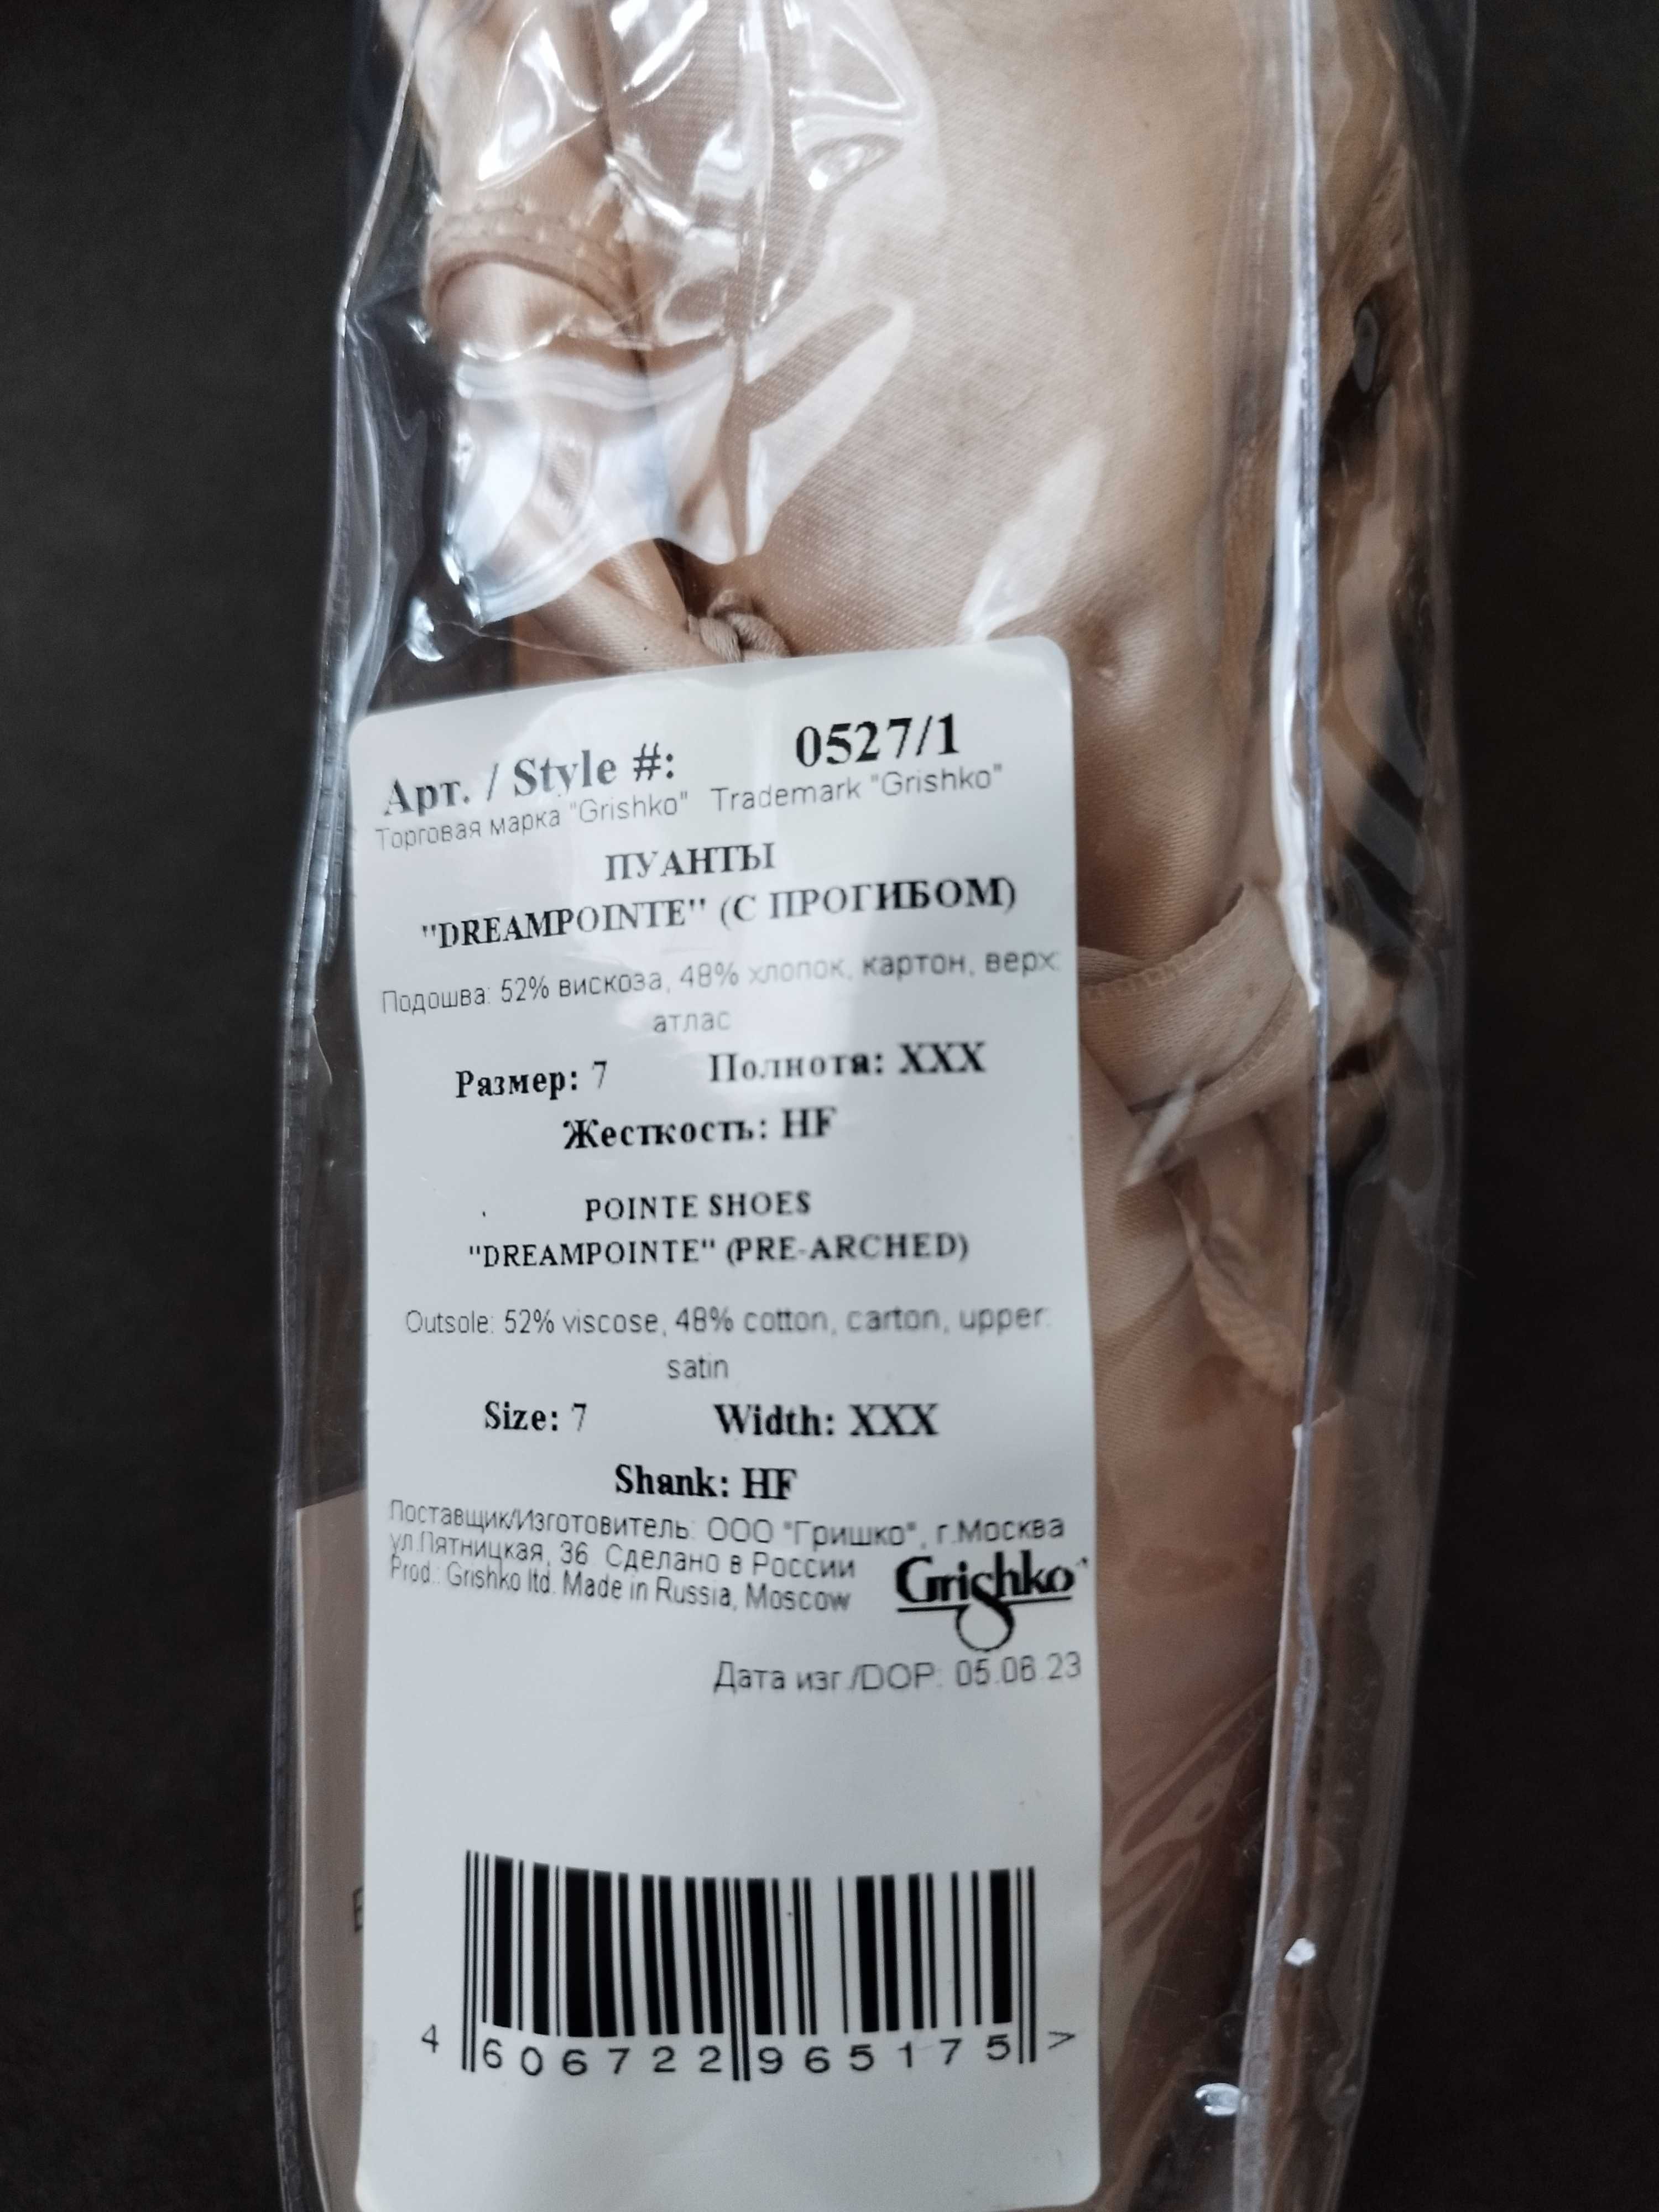 Арт. / Style #: 0527/1
Торговая марка "Grishko" Trademark "Grishko"
ПУАНТЫ
"DREAMPOINTE" (С ПРОГИБОМ)
Подошва: 52% вискоза, 48% хлопок, картон, верх:
атлас
Размер: 7 Полнота: XXX
Жесткость: HF
POINTE SHOES
"DREAMPOINTE" (PRE-ARCHED)
Outsole: 52% viscose, 48% cotton, carton, upper:
satin
Size: 7 Width: XXX
Shank: HF
Поставщик/Изготовитель: ООО "Гришко", г.Москва
ул.Пятницкая, 36 Сделано в России
Prod.: Grishko ltd. Made in Russia, Moscow
Grishko
Дата изг./DOP: 05.06.23
4 606722 965175 >